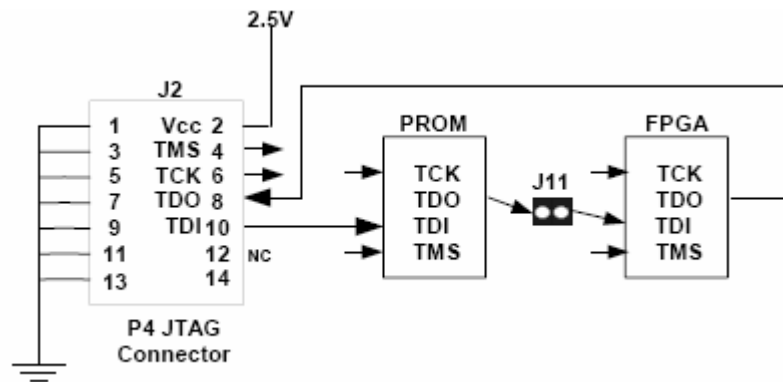 2.5V
J2
1 Vcc 2
3 TMS 4
5 TCK 6
7 TDO 8
9 TDI 10
11 12 NC
13 14
P4 JTAG
Connector
PROM
TCK
TDO
TDI
TMS
J11
FPGA
TCK
TDO
TDI
TMS